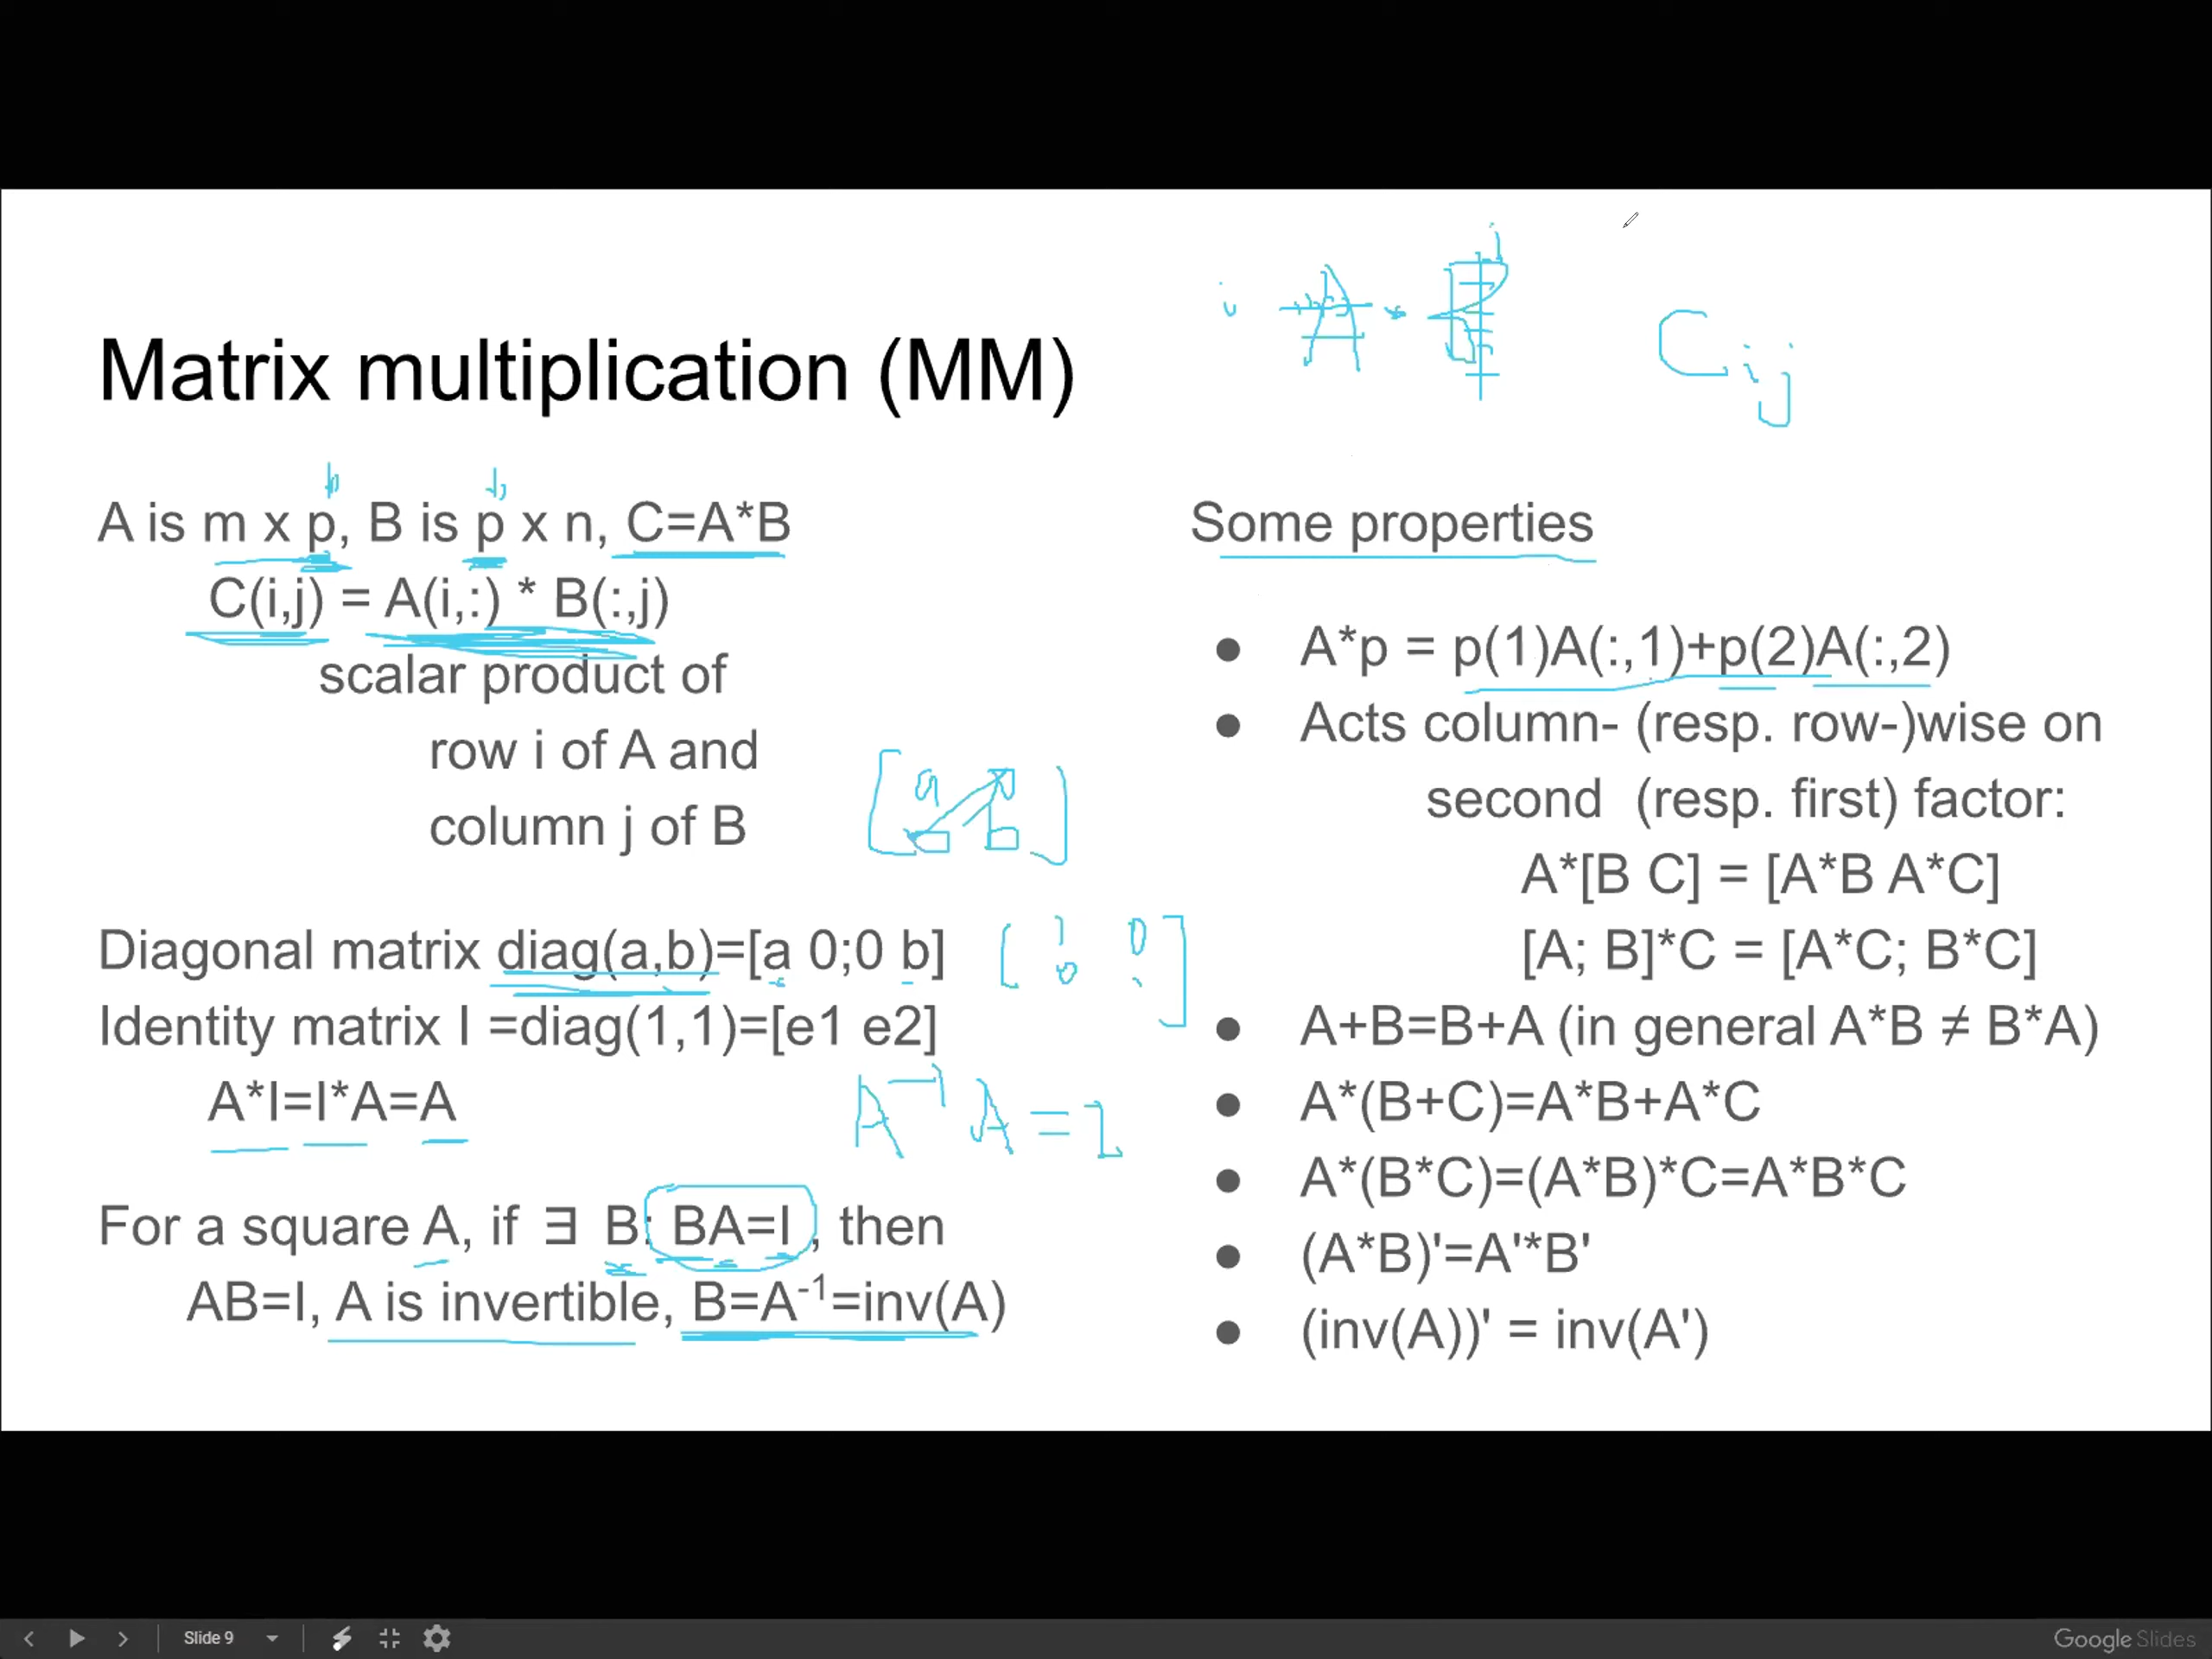 Matrix multiplication (MM)
i A * B j
C i j
A is m x p, B is p x n, C=A*B
C(i,j) = A(i,:) * B(:,j)
scalar product of
row i of A and
column j of B
Diagonal matrix diag(a,b)=[a 0;0 b]
Identity matrix I =diag(1,1)=[e1 e2]
A*I=I*A=A
A⁻¹ A = I
For a square A, if ∃ B: BA=I , then
AB=I, A is invertible, B=A⁻¹=inv(A)
Some properties
● A*p = p(1)A(:,1)+p(2)A(:,2)
● Acts column- (resp. row-)wise on
second (resp. first) factor:
A*[B C] = [A*B A*C]
[A; B]*C = [A*C; B*C]
● A+B=B+A (in general A*B ≠ B*A)
● A*(B+C)=A*B+A*C
● A*(B*C)=(A*B)*C=A*B*C
● (A*B)'=A'*B'
● (inv(A))' = inv(A')
Slide 9
Google Slides